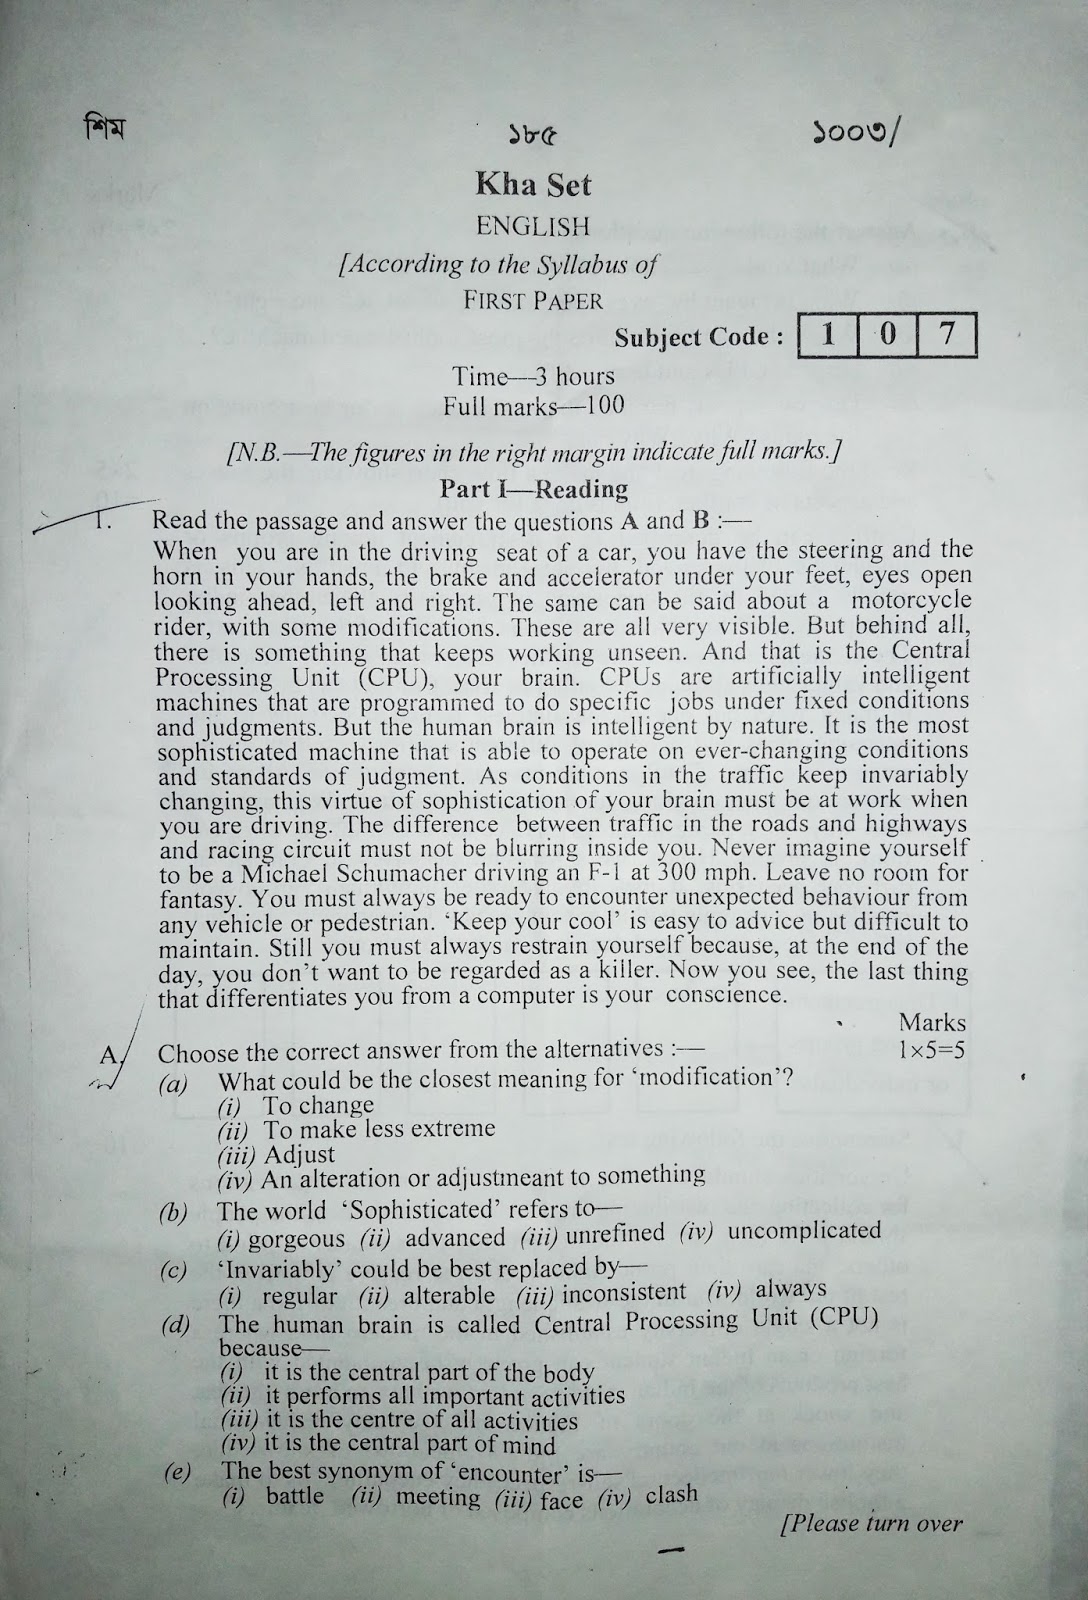 শিম
১৮৫
১০০৩/
Kha Set
ENGLISH
[According to the Syllabus of
FIRST PAPER
Subject Code : 1 0 7
Time—3 hours
Full marks—100
[N.B.—The figures in the right margin indicate full marks.]
Part I—Reading
1. Read the passage and answer the questions A and B :—
When you are in the driving seat of a car, you have the steering and the
horn in your hands, the brake and accelerator under your feet, eyes open
looking ahead, left and right. The same can be said about a motorcycle
rider, with some modifications. These are all very visible. But behind all,
there is something that keeps working unseen. And that is the Central
Processing Unit (CPU), your brain. CPUs are artificially intelligent
machines that are programmed to do specific jobs under fixed conditions
and judgments. But the human brain is intelligent by nature. It is the most
sophisticated machine that is able to operate on ever-changing conditions
and standards of judgment. As conditions in the traffic keep invariably
changing, this virtue of sophistication of your brain must be at work when
you are driving. The difference between traffic in the roads and highways
and racing circuit must not be blurring inside you. Never imagine yourself
to be a Michael Schumacher driving an F-1 at 300 mph. Leave no room for
fantasy. You must always be ready to encounter unexpected behaviour from
any vehicle or pedestrian. ‘Keep your cool’ is easy to advice but difficult to
maintain. Still you must always restrain yourself because, at the end of the
day, you don’t want to be regarded as a killer. Now you see, the last thing
that differentiates you from a computer is your conscience.
Marks
A. Choose the correct answer from the alternatives :— 1×5=5
(a) What could be the closest meaning for ‘modification’?
(i) To change
(ii) To make less extreme
(iii) Adjust
(iv) An alteration or adjustmeant to something
(b) The world ‘Sophisticated’ refers to—
(i) gorgeous (ii) advanced (iii) unrefined (iv) uncomplicated
(c) ‘Invariably’ could be best replaced by—
(i) regular (ii) alterable (iii) inconsistent (iv) always
(d) The human brain is called Central Processing Unit (CPU)
because—
(i) it is the central part of the body
(ii) it performs all important activities
(iii) it is the centre of all activities
(iv) it is the central part of mind
(e) The best synonym of ‘encounter’ is—
(i) battle (ii) meeting (iii) face (iv) clash
[Please turn over